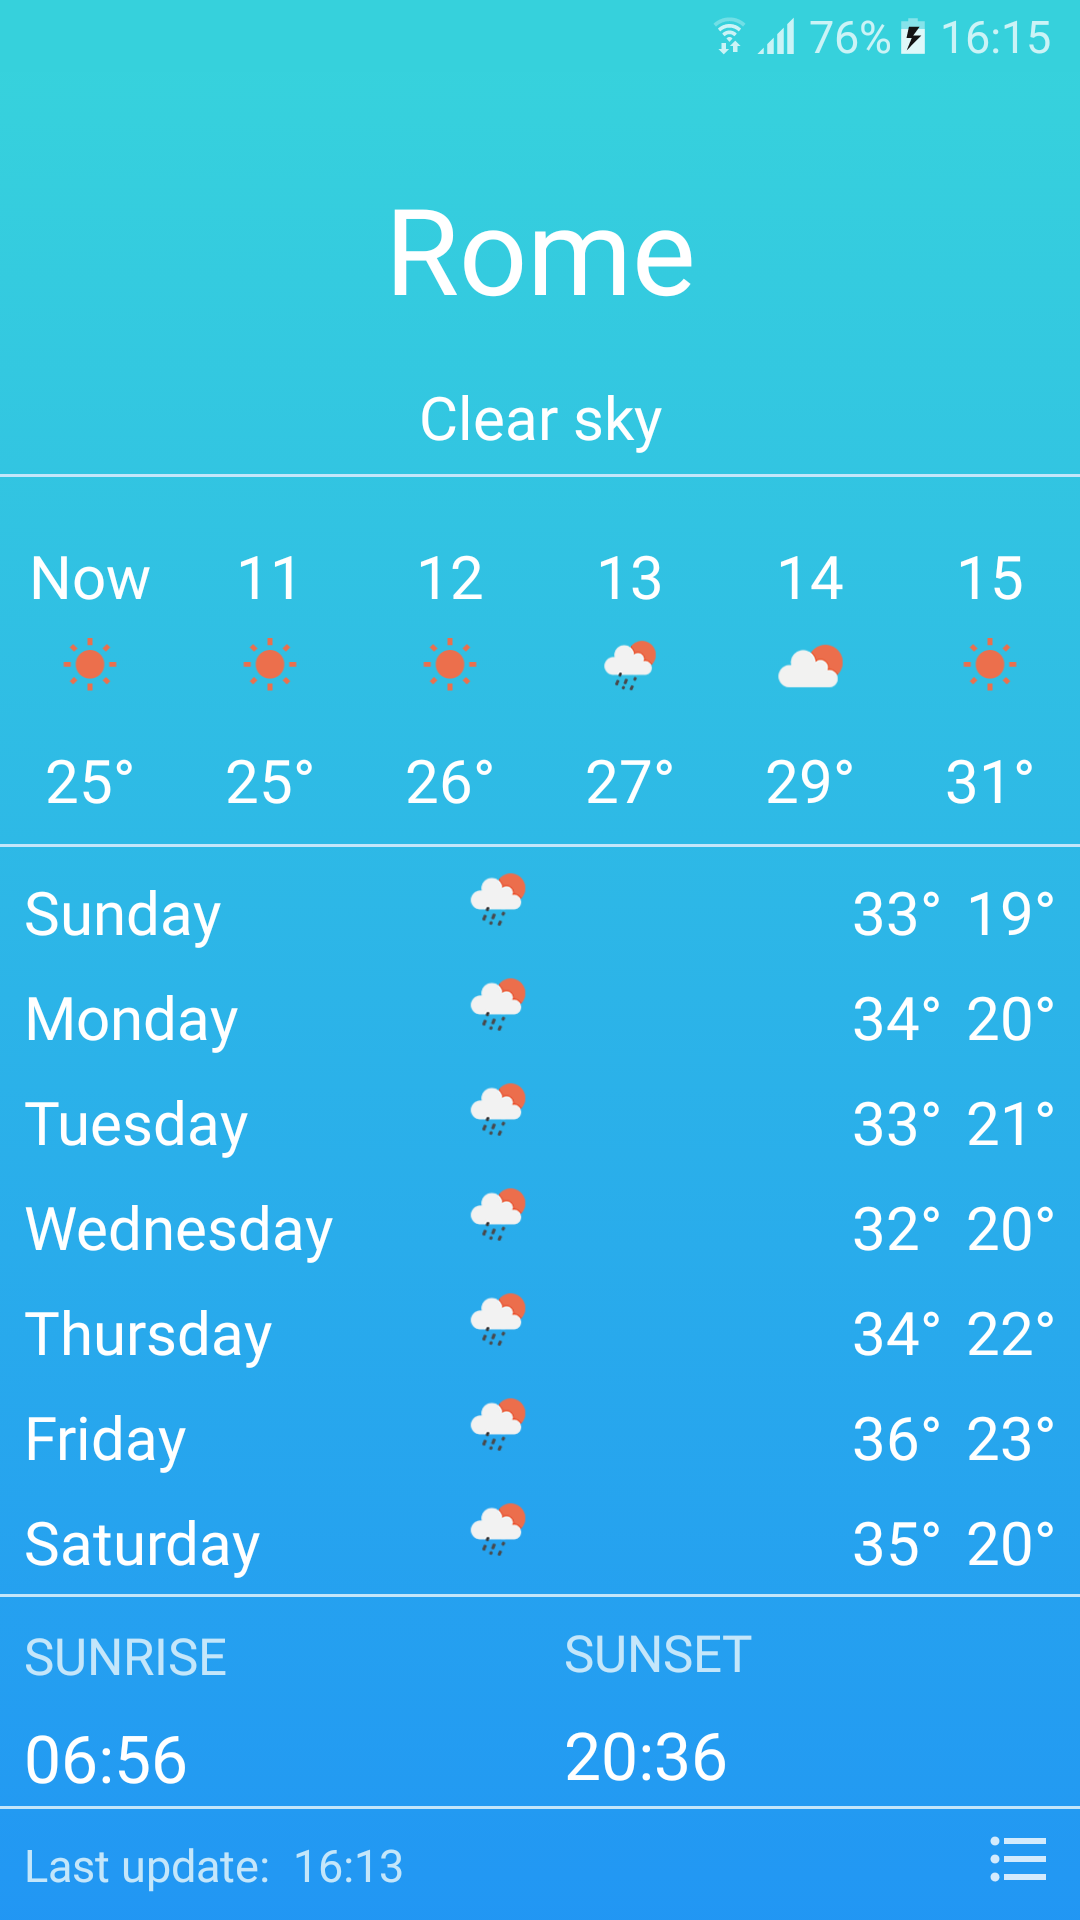 76% 16:15
Rome
Clear sky
Now 11 12 13 14 15
25° 25° 26° 27° 29° 31°
Sunday 33° 19°
Monday 34° 20°
Tuesday 33° 21°
Wednesday 32° 20°
Thursday 34° 22°
Friday 36° 23°
Saturday 35° 20°
SUNRISE SUNSET
06:56 20:36
Last update: 16:13